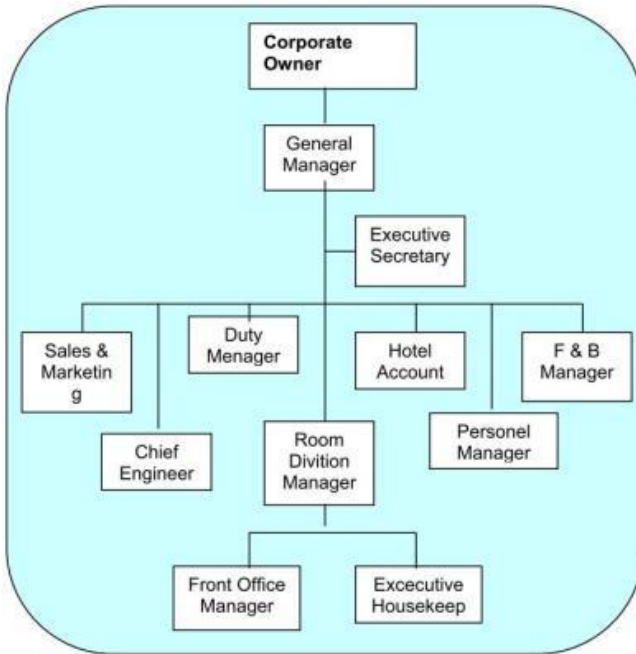 Corporate
Owner
General
Manager
Executive
Secretary
Sales &
Marketin
g
Duty
Menager
Hotel
Account
F & B
Manager
Chief
Engineer
Room
Divition
Manager
Personel
Manager
Front Office
Manager
Excecutive
Housekeep